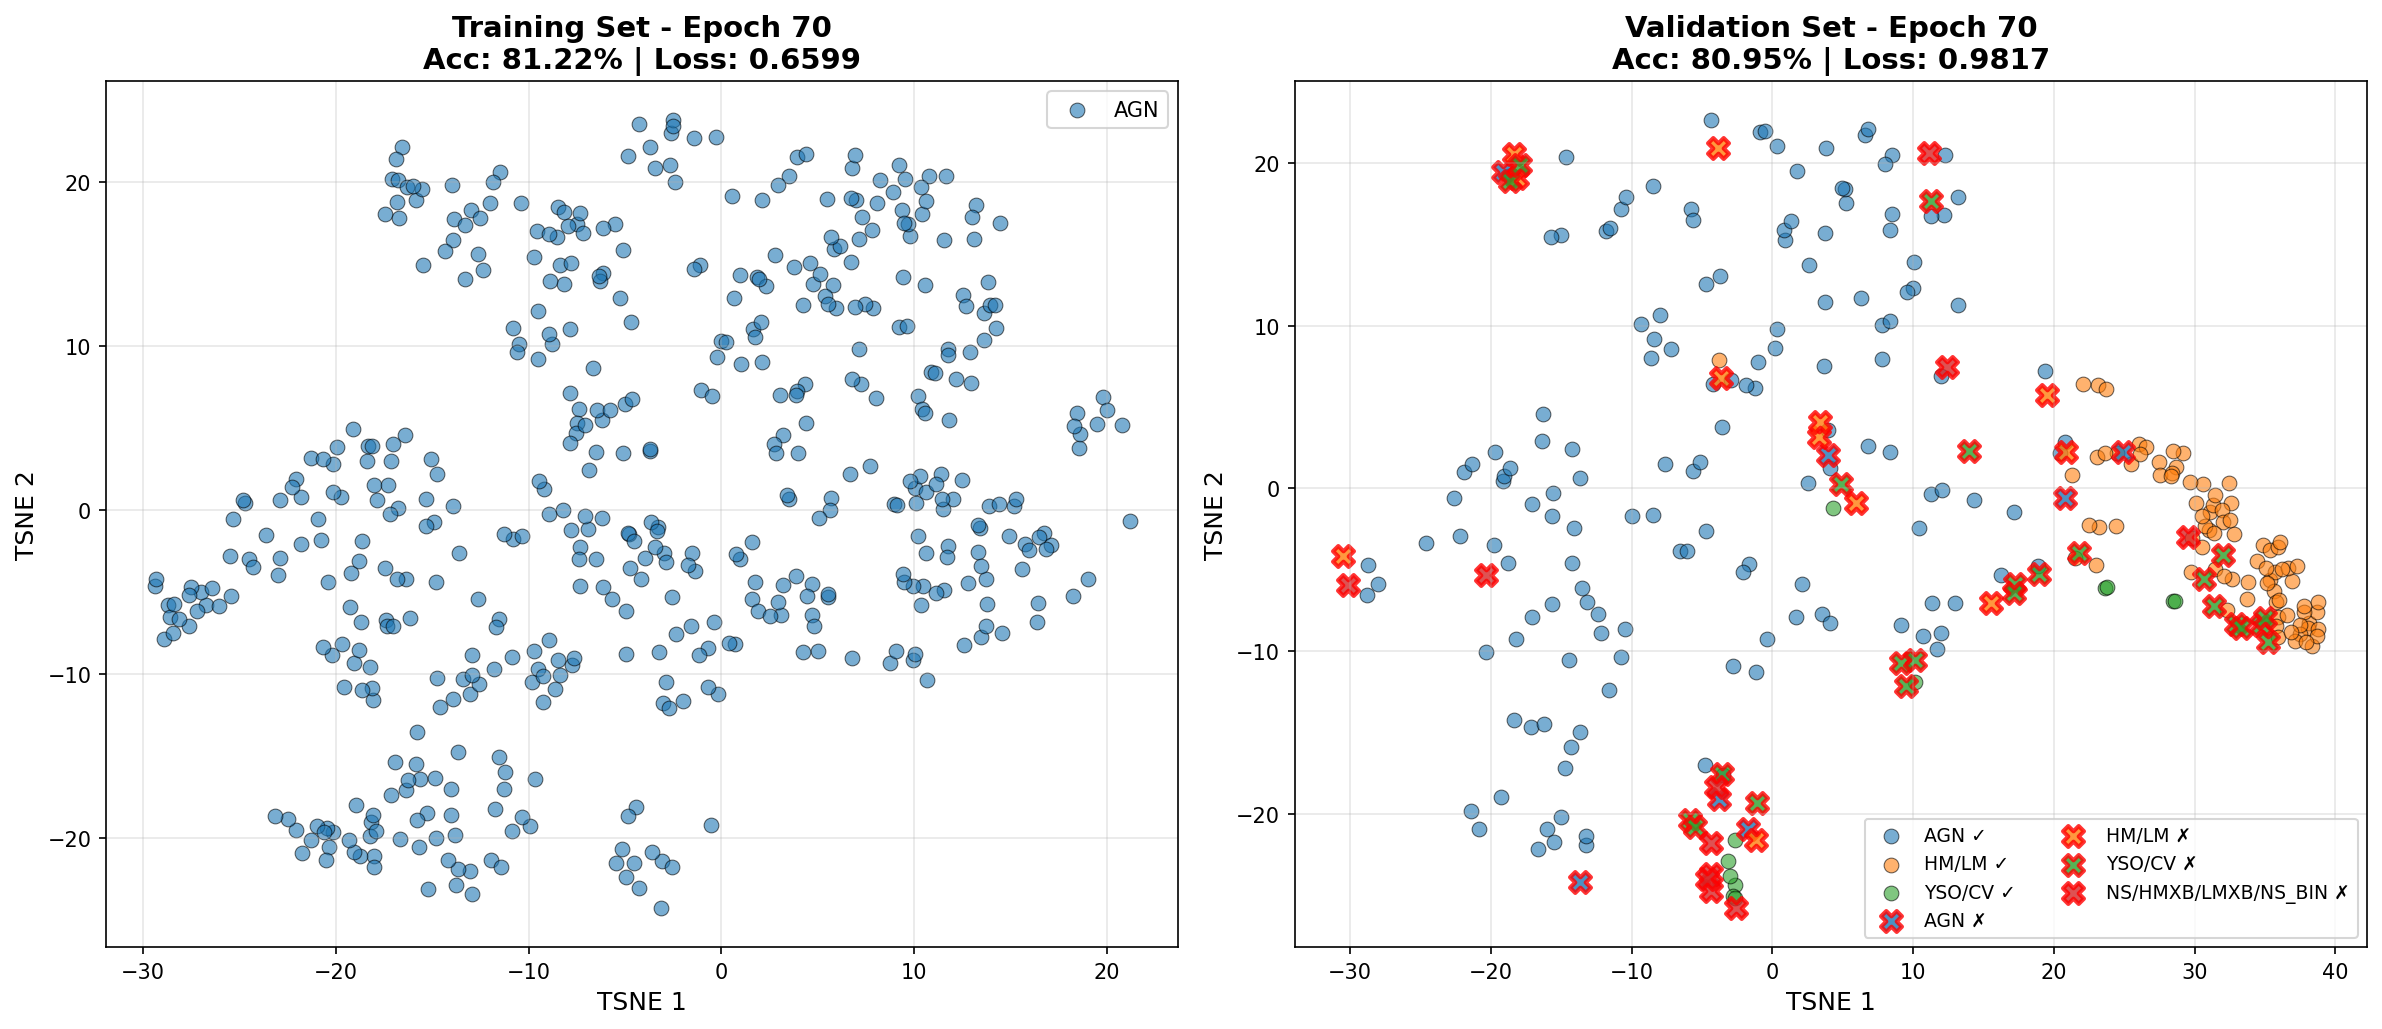 Training Set - Epoch 70
Acc: 81.22% | Loss: 0.6599
AGN
20
10
0
−10
−20
TSNE 2
−30
−20
−10
0
10
20
TSNE 1
Validation Set - Epoch 70
Acc: 80.95% | Loss: 0.9817
20
10
0
−10
−20
TSNE 2
AGN ✓
HM/LM ✓
YSO/CV ✓
AGN ✗
HM/LM ✗
YSO/CV ✗
NS/HMXB/LMXB/NS_BIN ✗
−30
−20
−10
0
10
20
30
40
TSNE 1